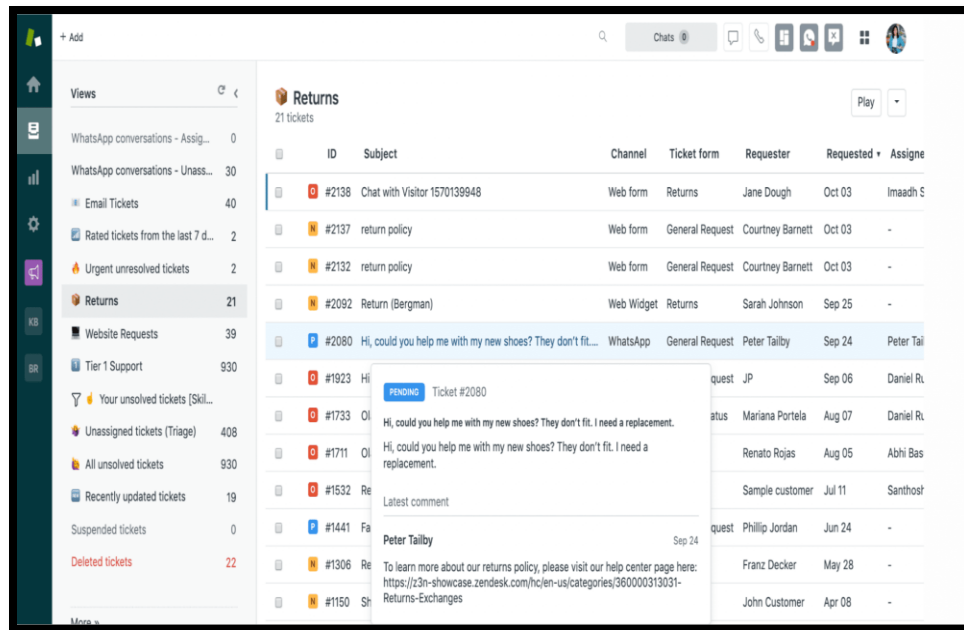 + Add
Chats 0
Views
WhatsApp conversations - Assig... 0
WhatsApp conversations - Unass... 30
Email Tickets 40
Rated tickets from the last 7 d... 2
Urgent unresolved tickets 2
Returns 21
Website Requests 39
Tier 1 Support 930
Your unsolved tickets [Skil...
Unassigned tickets (Triage) 408
All unsolved tickets 930
Recently updated tickets 19
Suspended tickets 0
Deleted tickets 22
More »
KB
BR
Returns
21 tickets
Play
ID Subject Channel Ticket form Requester Requested Assigne
O #2138 Chat with Visitor 1570139948 Web form Returns Jane Dough Oct 03 Imaadh S
N #2137 return policy Web form General Request Courtney Barnett Oct 03 -
N #2132 return policy Web form General Request Courtney Barnett Oct 03 -
N #2092 Return (Bergman) Web Widget Returns Sarah Johnson Sep 25 -
P #2080 Hi, could you help me with my new shoes? They don't fit.... WhatsApp General Request Peter Tailby Sep 24 Peter Tai
O #1923 Hi quest JP Sep 06 Daniel Ru
O #1733 Ol atus Mariana Portela Aug 07 Daniel Ru
O #1711 Ol Renato Rojas Aug 05 Abhi Bas
O #1532 Re Sample customer Jul 11 Santhosh
P #1441 Fa quest Phillip Jordan Jun 24 -
N #1306 Re Franz Decker May 28 -
N #1150 Sh John Customer Apr 08 -
PENDING Ticket #2080
Hi, could you help me with my new shoes? They don't fit. I need a replacement.
Hi, could you help me with my new shoes? They don't fit. I need a
replacement.
Latest comment
Peter Tailby Sep 24
To learn more about our returns policy, please visit our help center page here:
https://z3n-showcase.zendesk.com/hc/en-us/categories/360000313031-
Returns-Exchanges